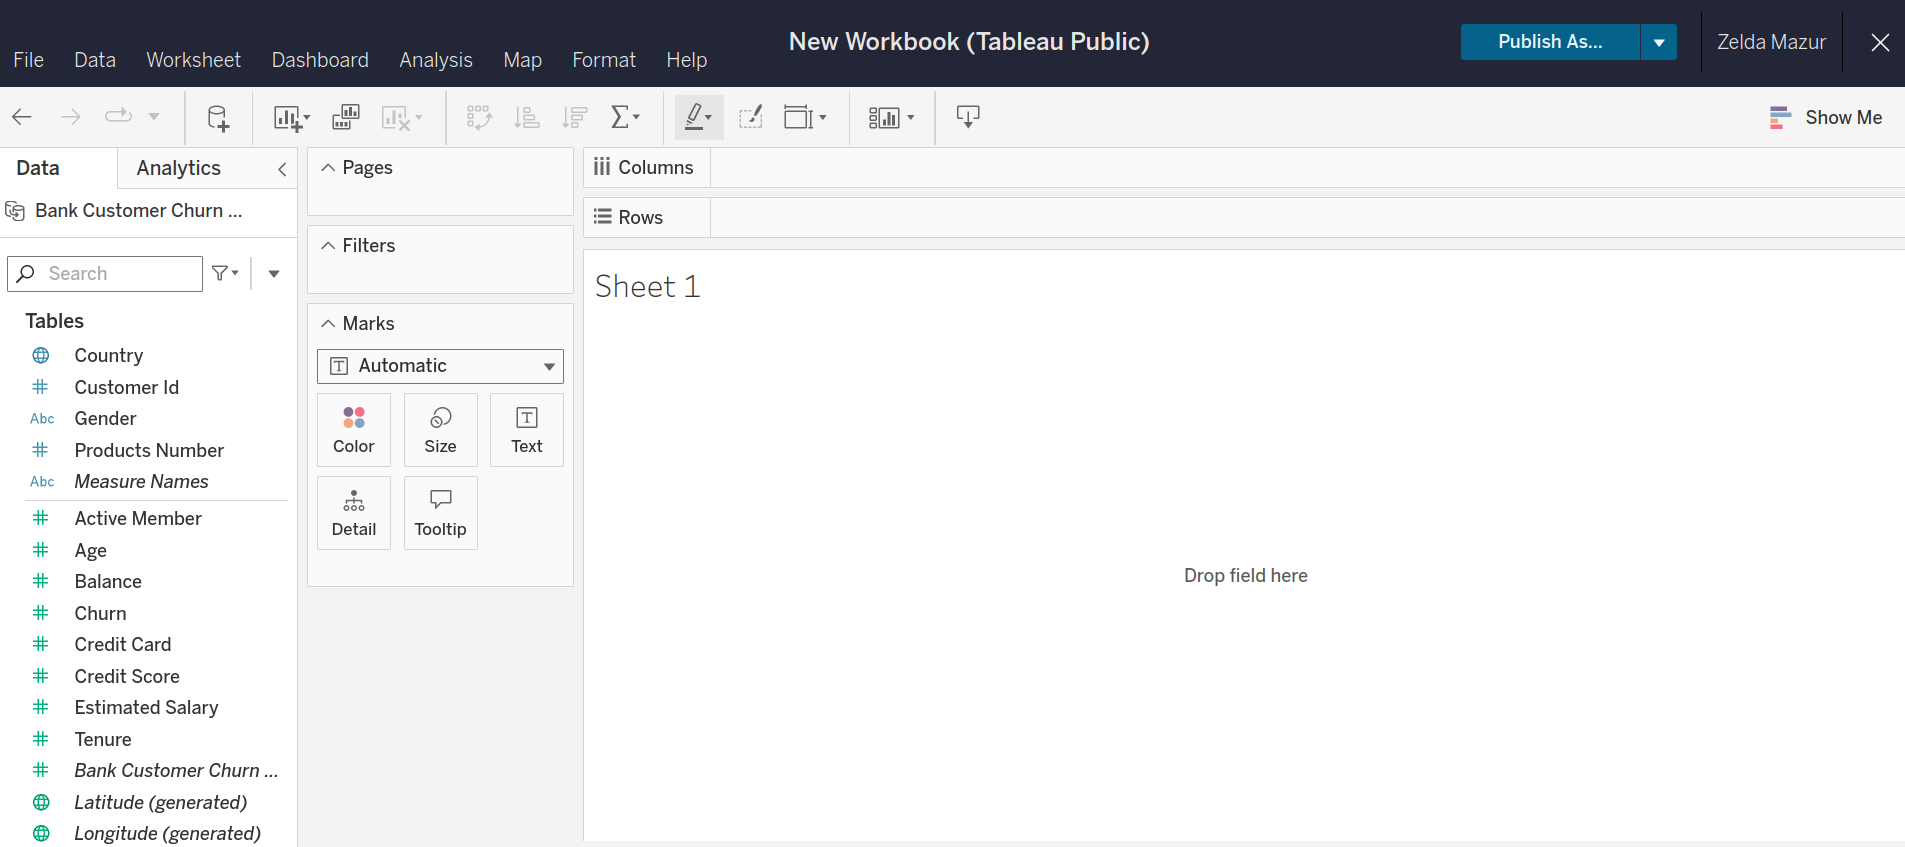 New Workbook (Tableau Public)
Publish As...
Zelda Mazur
File Data Worksheet Dashboard Analysis Map Format Help
Show Me
Data
Analytics
Bank Customer Churn ...
Search
Tables
Country
Customer Id
Abc Gender
Products Number
Abc Measure Names
Active Member
Age
Balance
Churn
Credit Card
Credit Score
Estimated Salary
Tenure
Bank Customer Churn ...
Latitude (generated)
Longitude (generated)
Pages
Filters
Marks
T Automatic
Color
Size
T Text
Detail
Tooltip
Columns
Rows
Sheet 1
Drop field here